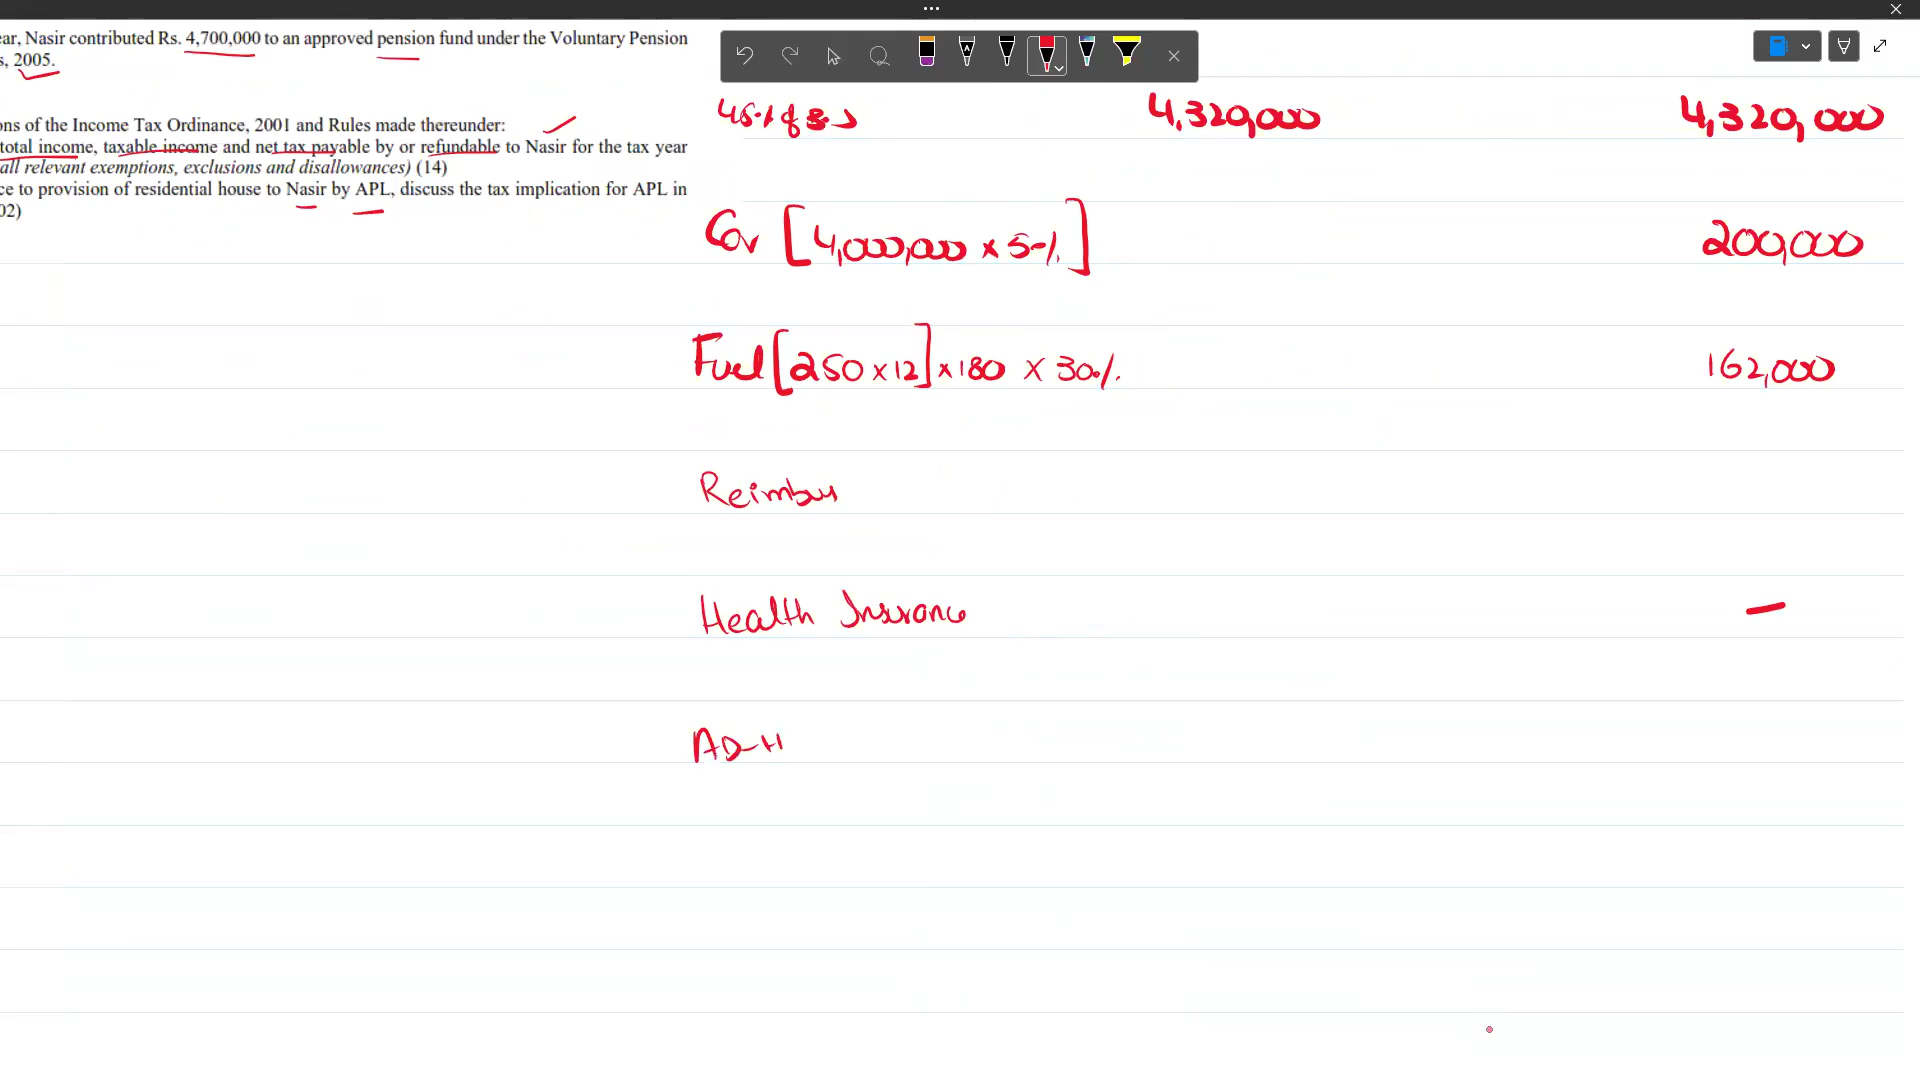 ear, Nasir contributed Rs. 4,700,000 to an approved pension fund under the Voluntary Pension
s, 2005.
ons of the Income Tax Ordinance, 2001 and Rules made thereunder:
total income, taxable income and net tax payable by or refundable to Nasir for the tax year
all relevant exemptions, exclusions and disallowances) (14)
ce to provision of residential house to Nasir by APL, discuss the tax implication for APL in
02)
45% of 4,320,000 4,320,000
Car [4,000,000 x 5%] 200,000
Fuel [250 x 12] x 180 x 30% 162,000
Reimbus
Health Insurance —
AD-H